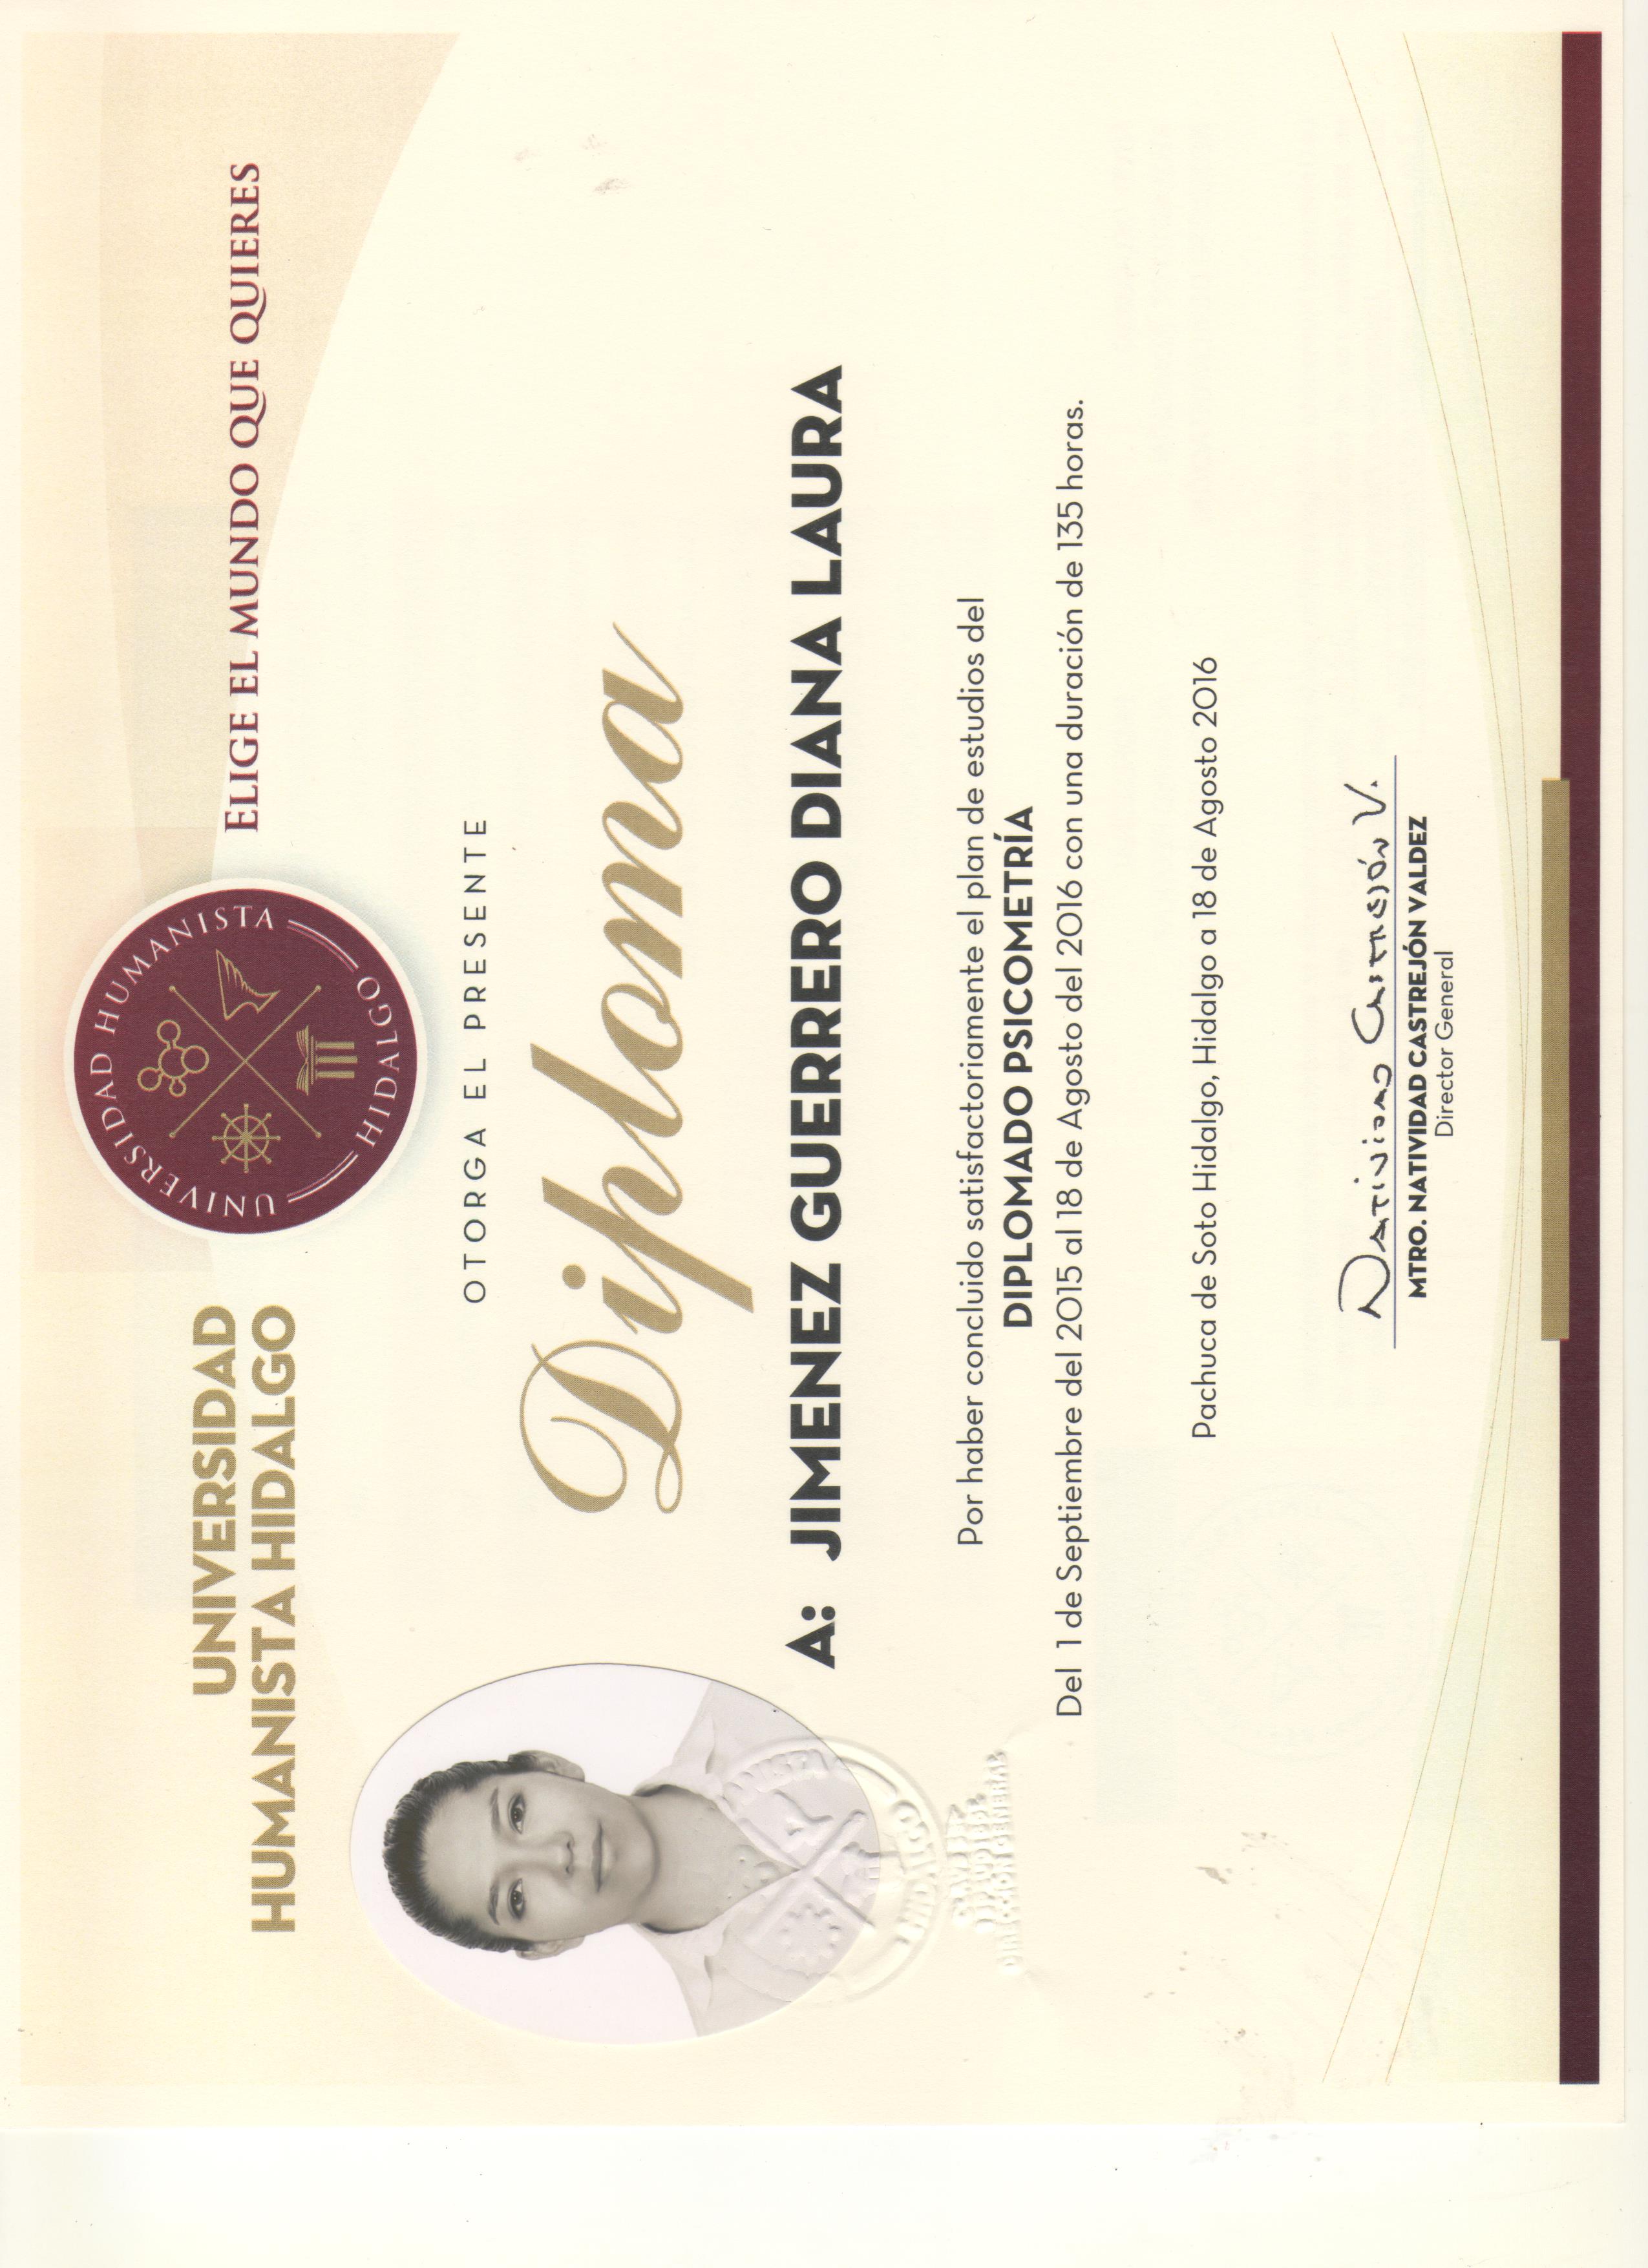 UNIVERSIDAD
HUMANISTA HIDALGO
UNIVERSIDAD HUMANISTA
HIDALGO
ELIGE EL MUNDO QUE QUIERES
OTORGA EL PRESENTE
Diploma
A: JIMENEZ GUERRERO DIANA LAURA
Por haber concluido satisfactoriamente el plan de estudios del
DIPLOMADO PSICOMETRÍA
Del 1 de Septiembre del 2015 al 18 de Agosto del 2016 con una duración de 135 horas.
Pachuca de Soto Hidalgo, Hidalgo a 18 de Agosto 2016
Natividad Castrejón V.
MTRO. NATIVIDAD CASTREJÓN VALDEZ
Director General
HIDALGO
DIRECCIÓN GENERAL